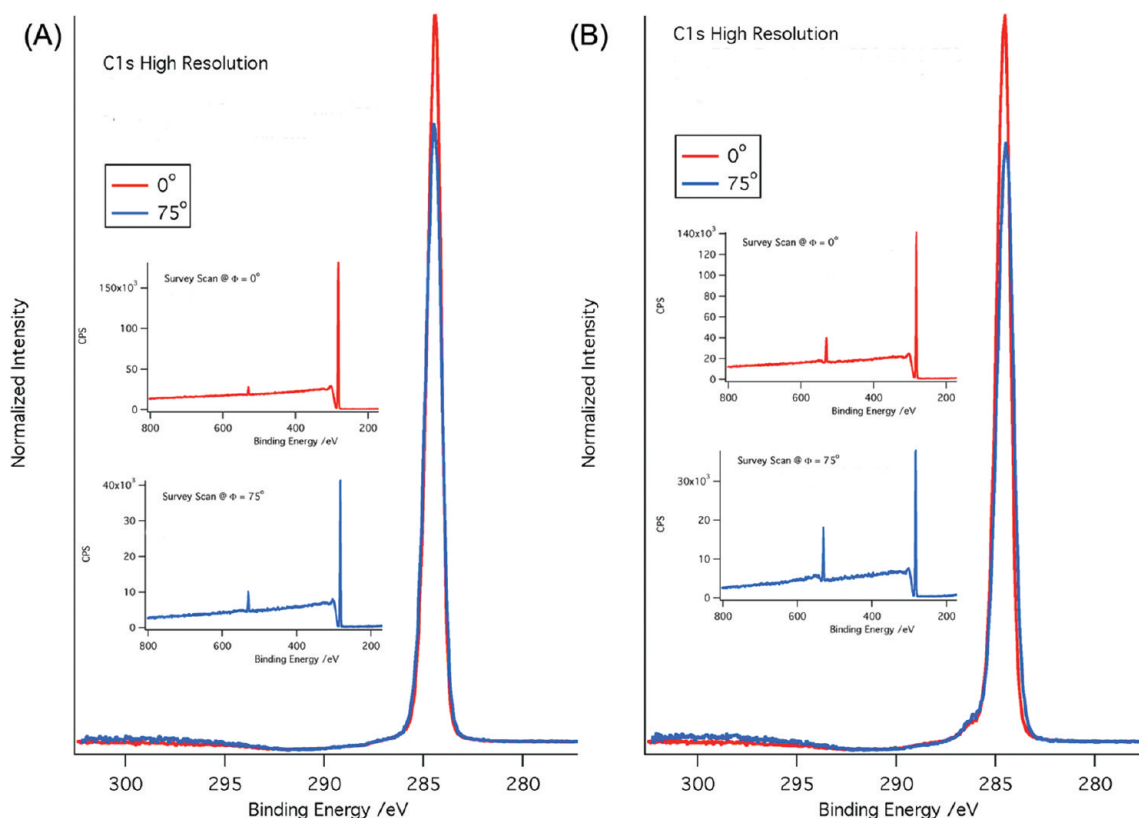 (A)
C1s High Resolution
0°
75°
Survey Scan @ Φ = 0°
150x10³
100
50
0
CPS
800 600 400 200
Binding Energy /eV
Survey Scan @ Φ = 75°
40x10³
30
20
10
0
CPS
800 600 400 200
Binding Energy /eV
Normalized Intensity
300 295 290 285 280
Binding Energy /eV
(B)
C1s High Resolution
0°
75°
Survey Scan @ Φ = 0°
140x10³
120
100
80
60
40
20
0
CPS
800 600 400 200
Binding Energy /eV
Survey Scan @ Φ = 75°
30x10³
20
10
0
CPS
800 600 400 200
Binding Energy /eV
Normalized Intensity
300 295 290 285 280
Binding Energy /eV